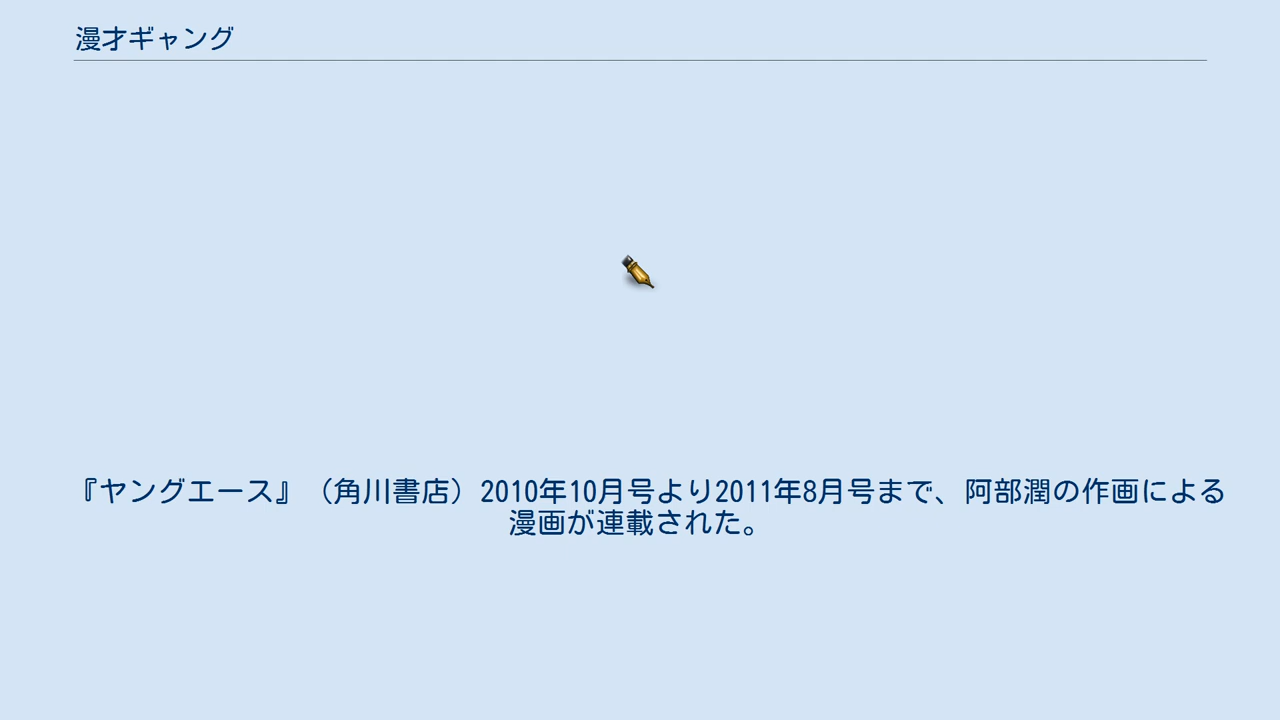 漫才ギャング
『ヤングエース』（角川書店）2010年10月号より2011年8月号まで、阿部潤の作画による
漫画が連載された。